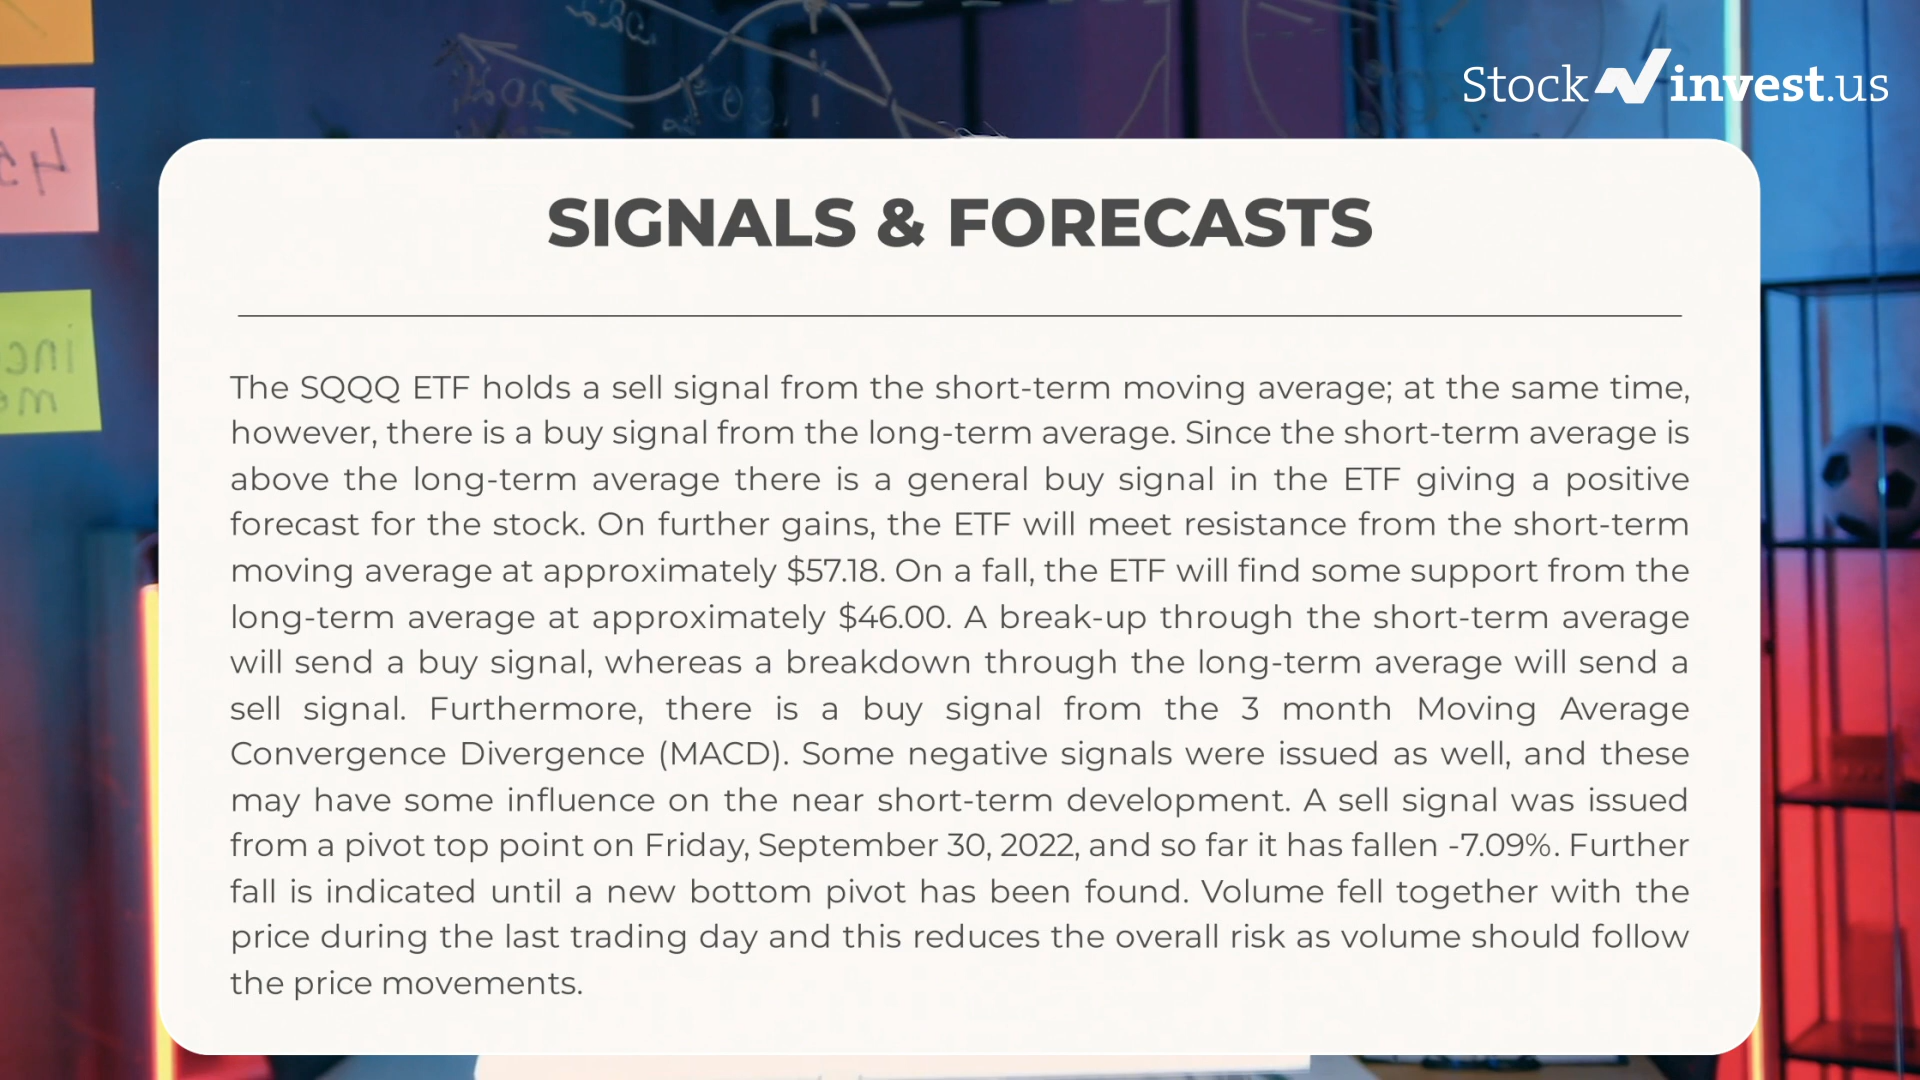 Stock invest.us
45
SIGNALS & FORECASTS
The SQQQ ETF holds a sell signal from the short-term moving average; at the same time,
however, there is a buy signal from the long-term average. Since the short-term average is
above the long-term average there is a general buy signal in the ETF giving a positive
forecast for the stock. On further gains, the ETF will meet resistance from the short-term
moving average at approximately $57.18. On a fall, the ETF will find some support from the
long-term average at approximately $46.00. A break-up through the short-term average
will send a buy signal, whereas a breakdown through the long-term average will send a
sell signal. Furthermore, there is a buy signal from the 3 month Moving Average
Convergence Divergence (MACD). Some negative signals were issued as well, and these
may have some influence on the near short-term development. A sell signal was issued
from a pivot top point on Friday, September 30, 2022, and so far it has fallen -7.09%. Further
fall is indicated until a new bottom pivot has been found. Volume fell together with the
price during the last trading day and this reduces the overall risk as volume should follow
the price movements.